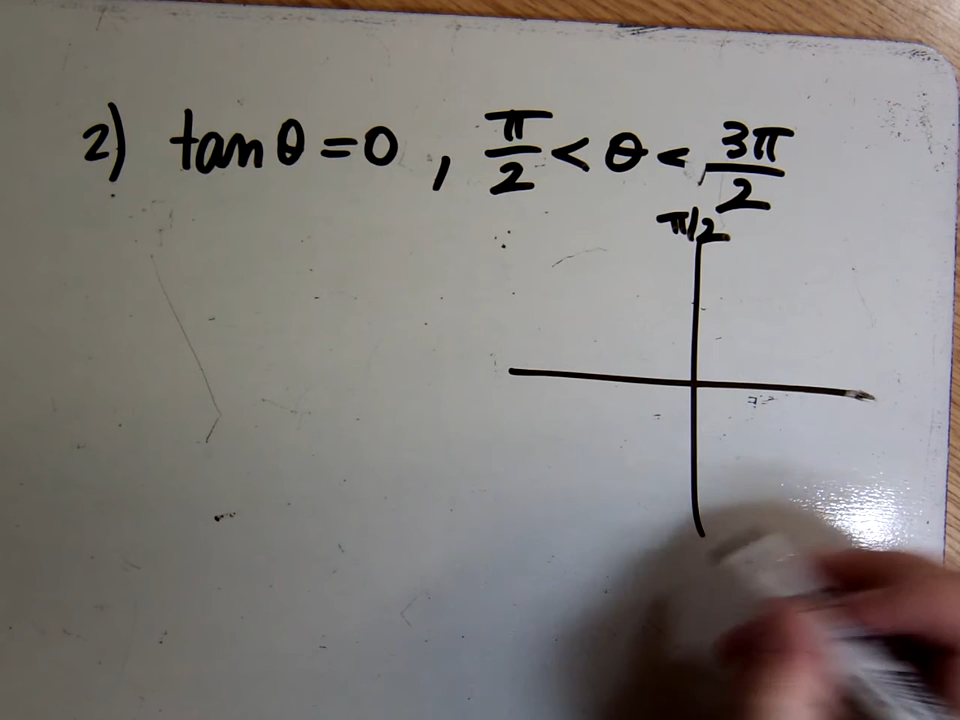 2) tan θ = 0 , π/2 < θ < 3π/2
π/2